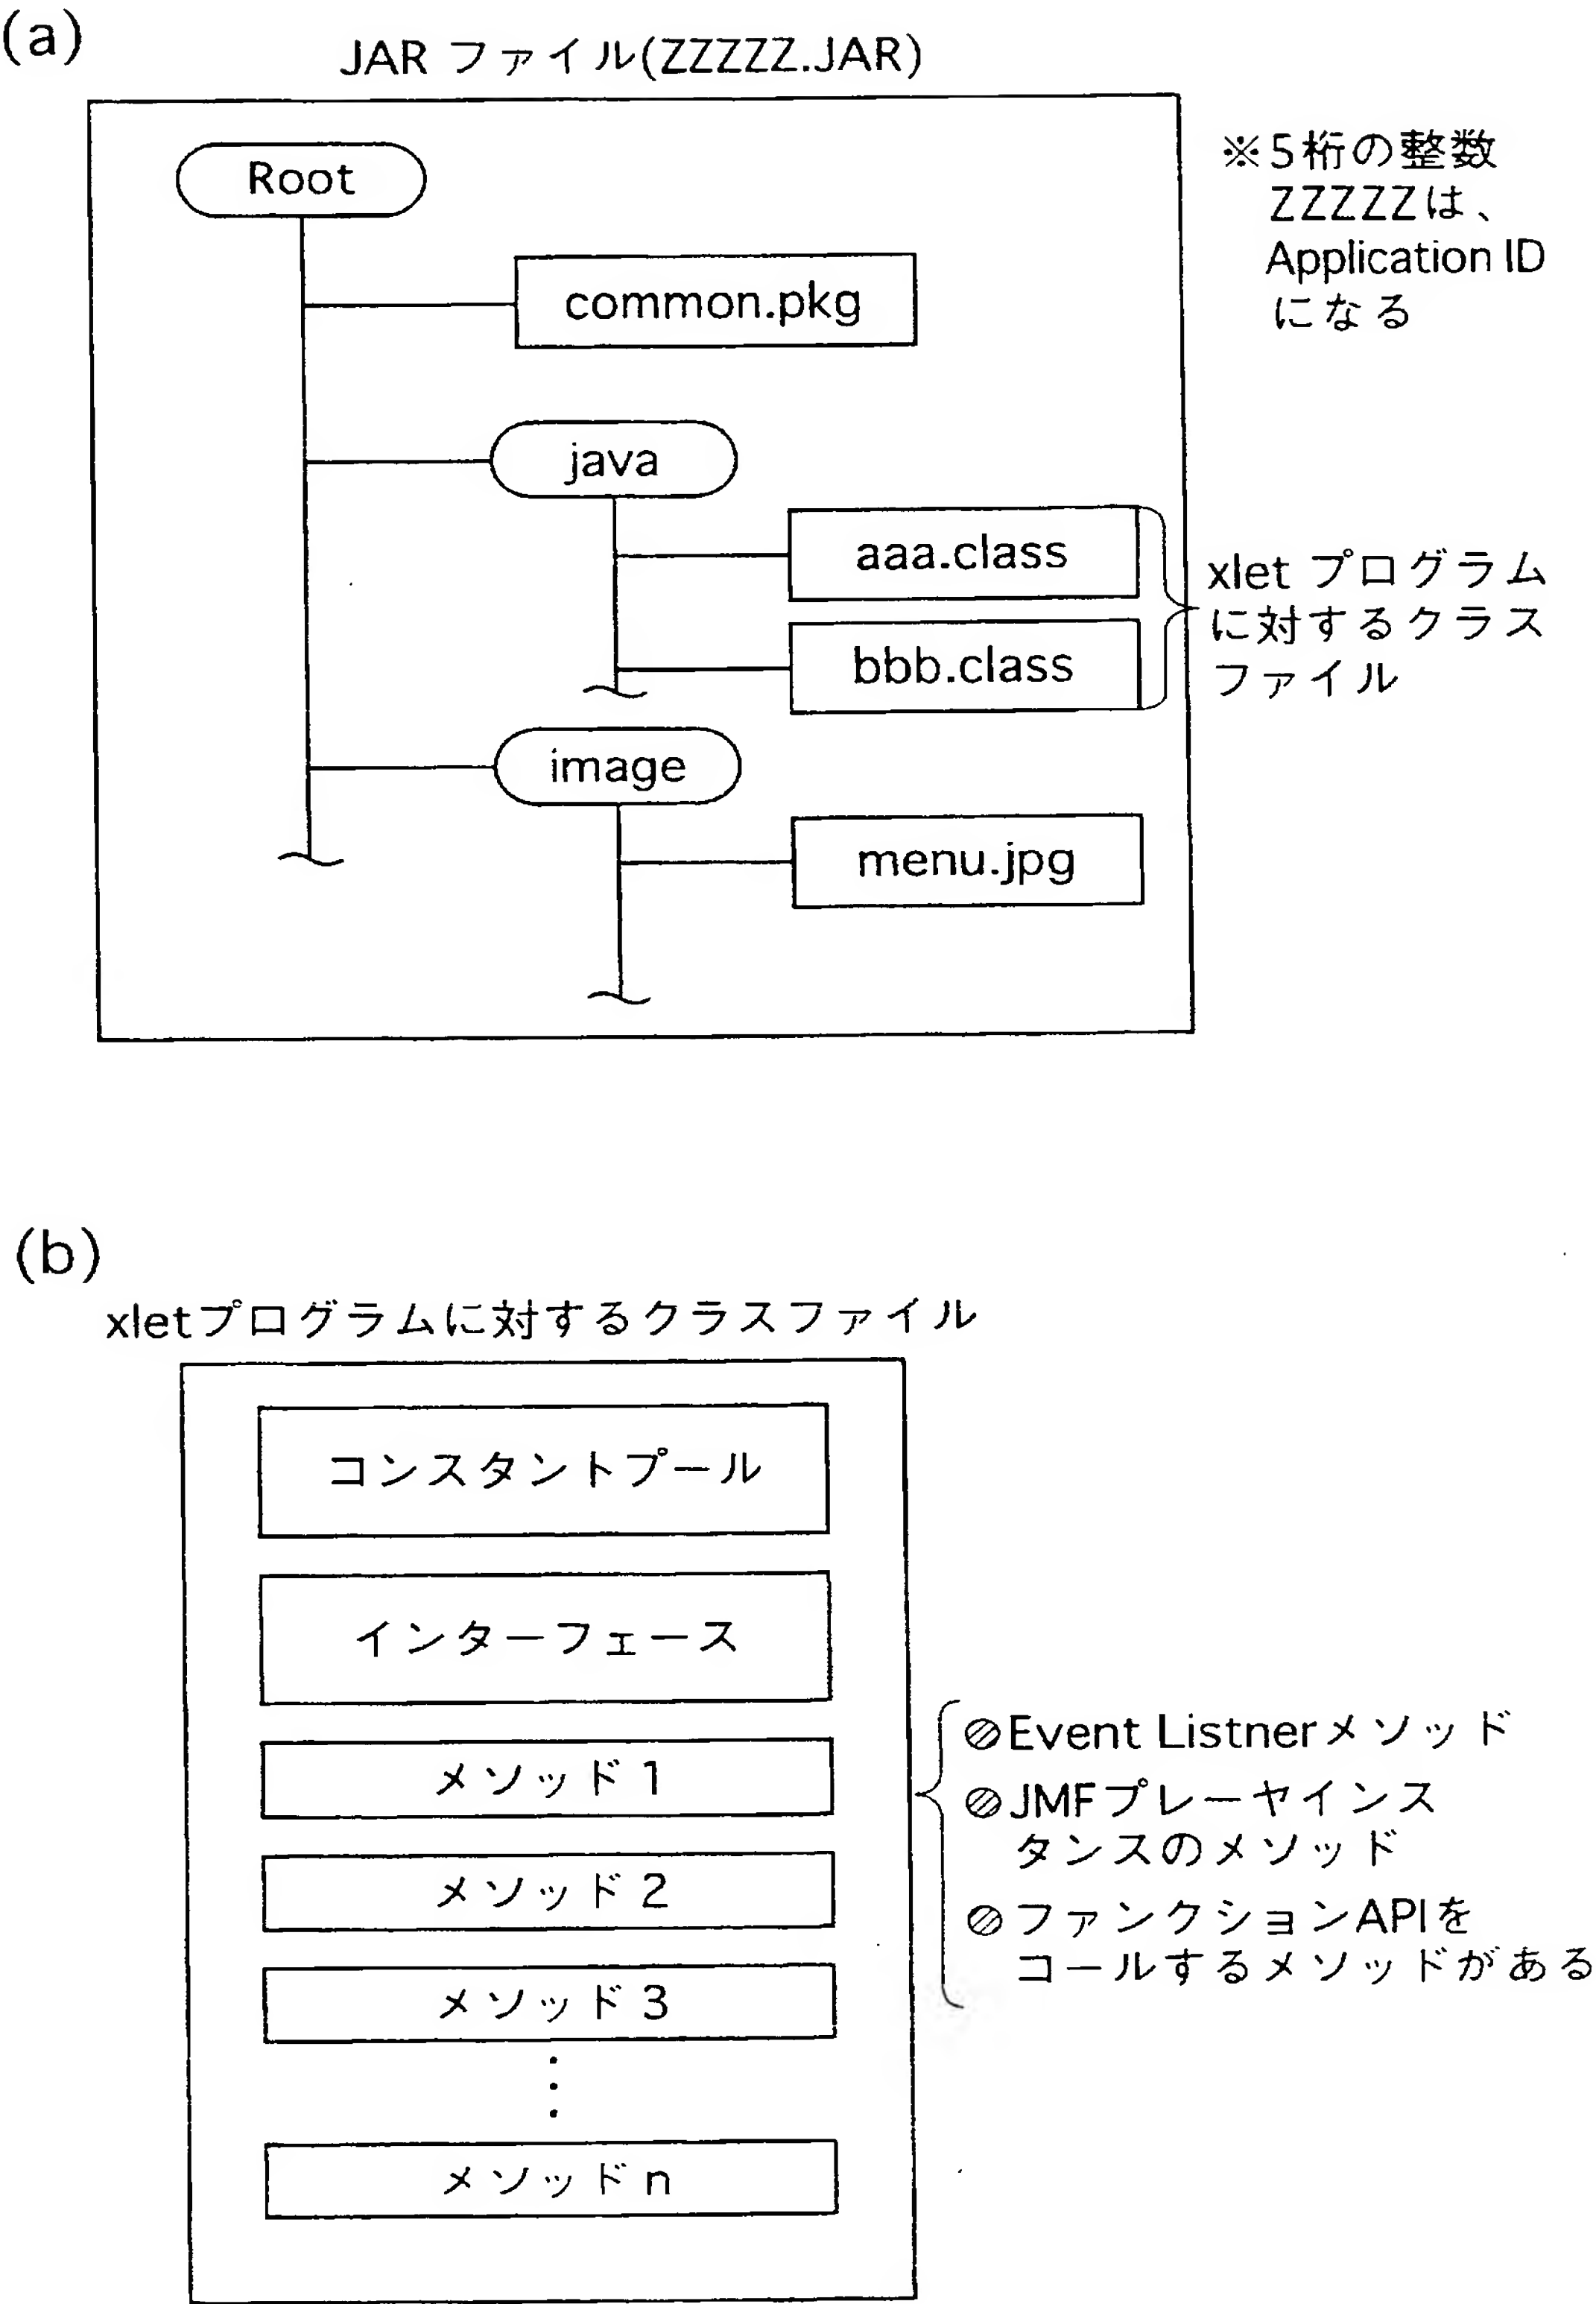 (a)
JAR ファイル(ZZZZZ.JAR)
※5桁の整数
ZZZZZは、
Application ID
になる
Root
common.pkg
java
aaa.class
bbb.class
xlet プログラム
に対するクラス
ファイル
image
menu.jpg
(b)
xletプログラムに対するクラスファイル
コンスタントプール
インターフェース
メソッド1
メソッド2
メソッド3
メソッドn
Event Listnerメソッド
JMFプレーヤインス
タンスのメソッド
ファンクションAPIを
コールするメソッドがある